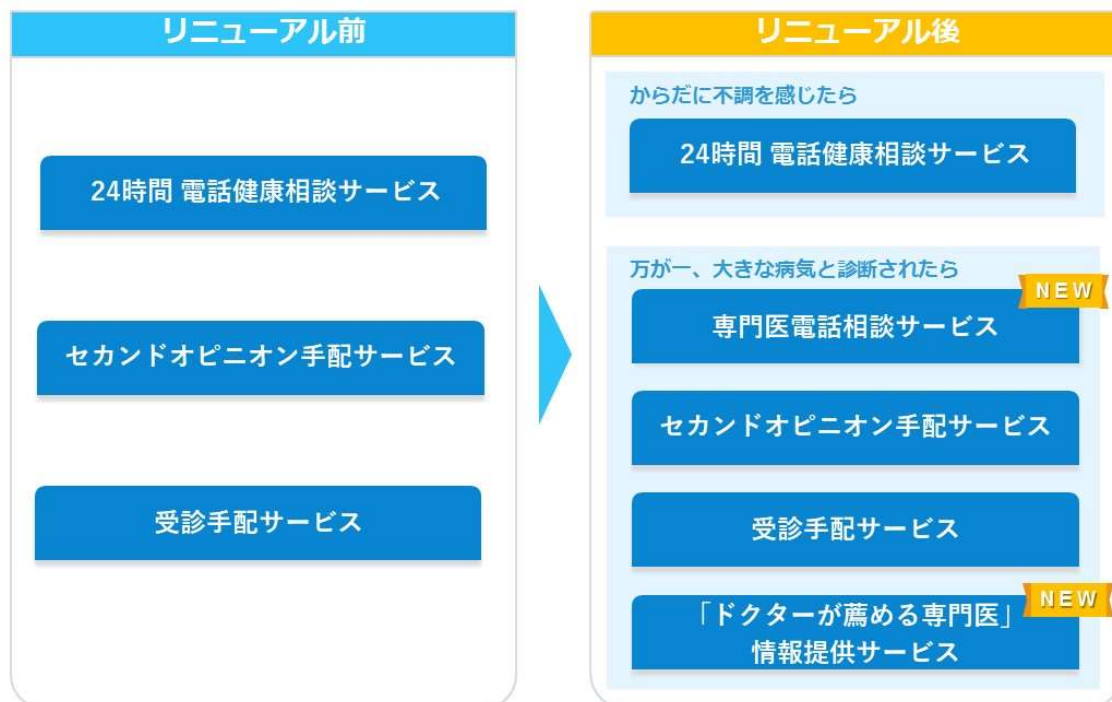 リニューアル前
24時間 電話健康相談サービス
セカンドオピニオン手配サービス
受診手配サービス
リニューアル後
からだに不調を感じたら
24時間 電話健康相談サービス
万が一、大きな病気と診断されたら
NEW
専門医電話相談サービス
セカンドオピニオン手配サービス
受診手配サービス
NEW
「ドクターが薦める専門医」
情報提供サービス